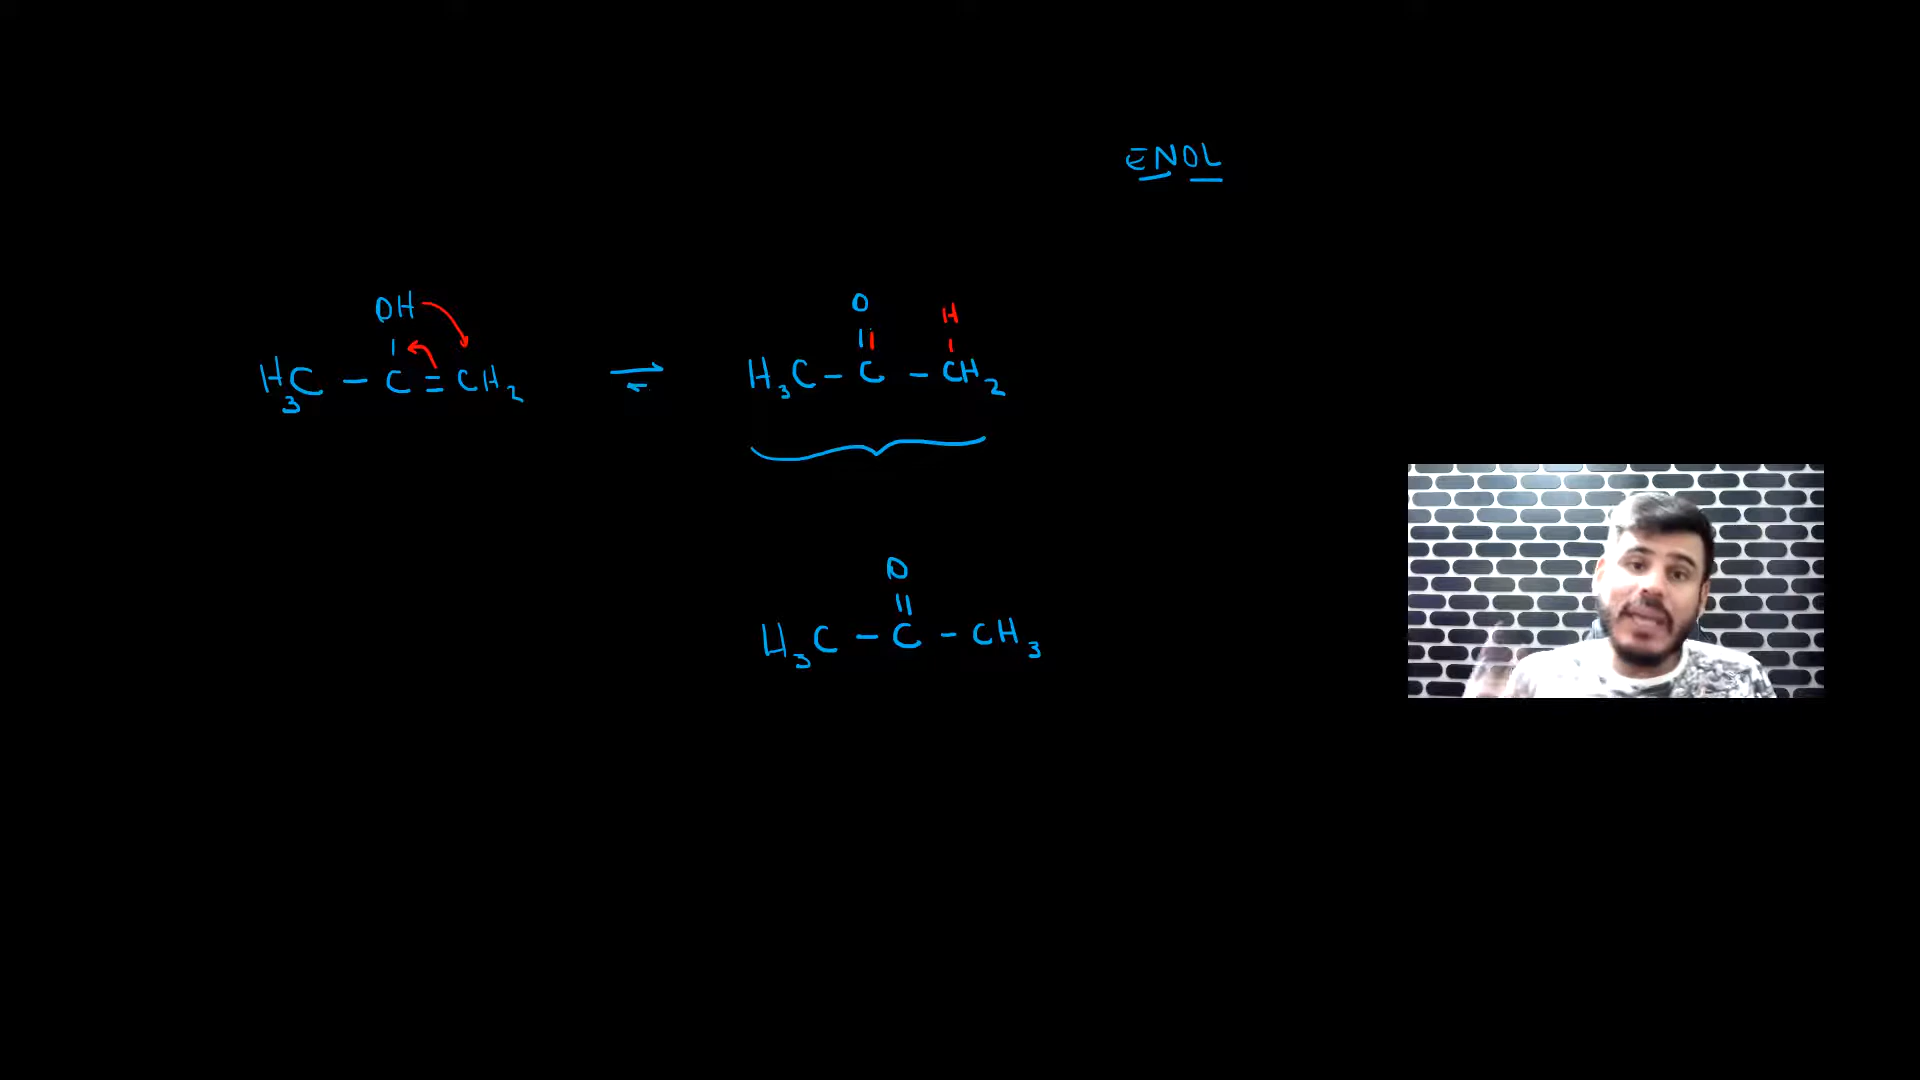 ENOL
OH
H₃C - C = CH₂
O H
H₃C - C - CH₂
O
H₃C - C - CH₃